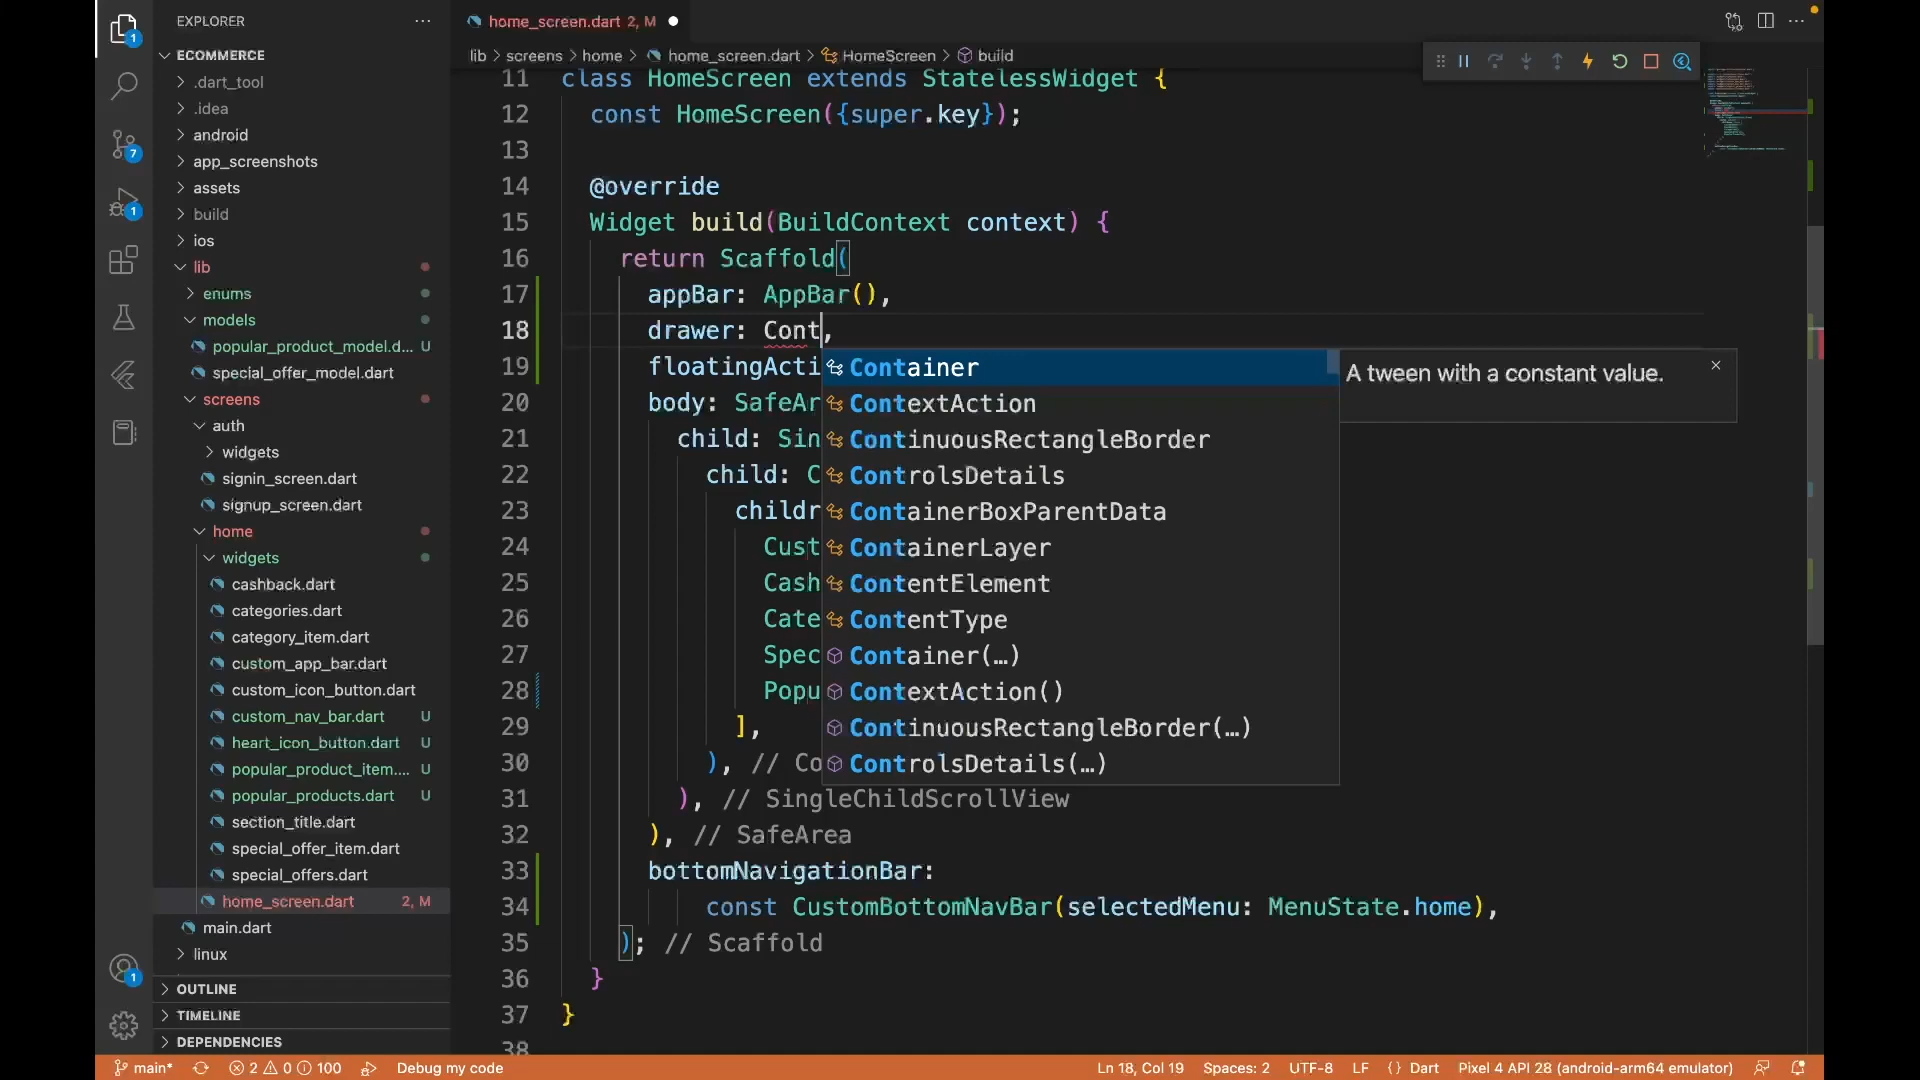 EXPLORER
home_screen.dart 2, M
ECOMMERCE
.dart_tool
.idea
android
app_screenshots
assets
build
ios
lib
enums
models
popular_product_model.d... U
special_offer_model.dart
screens
auth
widgets
signin_screen.dart
signup_screen.dart
home
widgets
cashback.dart
categories.dart
category_item.dart
custom_app_bar.dart
custom_icon_button.dart
custom_nav_bar.dart U
heart_icon_button.dart U
popular_product_item.... U
popular_products.dart U
section_title.dart
special_offer_item.dart
special_offers.dart
home_screen.dart 2, M
main.dart
linux
OUTLINE
TIMELINE
DEPENDENCIES
1
7
1
1
lib > screens > home > home_screen.dart > HomeScreen > build
11 class HomeScreen extends StatelessWidget {
12 const HomeScreen({super.key});
13
14 @override
15 Widget build(BuildContext context) {
16 return Scaffold(
17 appBar: AppBar(),
18 drawer: Cont,
19 floatingActi
20 body: SafeAr
21 child: Sin
22 child: C
23 childr
24 Cust
25 Cash
26 Cate
27 Spec
28 Popu
29 ],
30 ), // Co
31 ), // SingleChildScrollView
32 ), // SafeArea
33 bottomNavigationBar:
34 const CustomBottomNavBar(selectedMenu: MenuState.home),
35 ); // Scaffold
36 }
37 }
38
Container
ContextAction
ContinuousRectangleBorder
ControlsDetails
ContainerBoxParentData
ContainerLayer
ContentElement
ContentType
Container(…)
ContextAction()
ContinuousRectangleBorder(…)
ControlsDetails(…)
A tween with a constant value.
main* 2 0 100 Debug my code Ln 18, Col 19 Spaces: 2 UTF-8 LF {} Dart Pixel 4 API 28 (android-arm64 emulator)